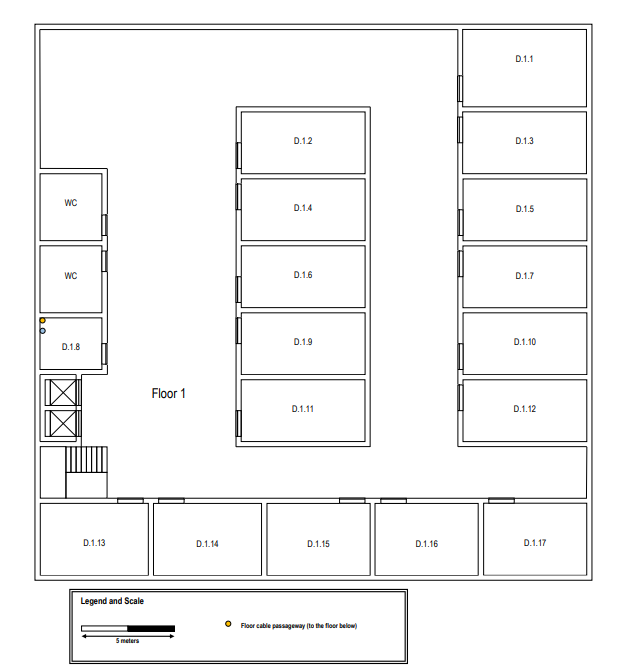 D.1.1
D.1.2
D.1.3
WC
D.1.4
D.1.5
WC
D.1.6
D.1.7
D.1.8
D.1.9
D.1.10
Floor 1
D.1.11
D.1.12
D.1.13
D.1.14
D.1.15
D.1.16
D.1.17
Legend and Scale
5 meters
Floor cable passageway (to the floor below)